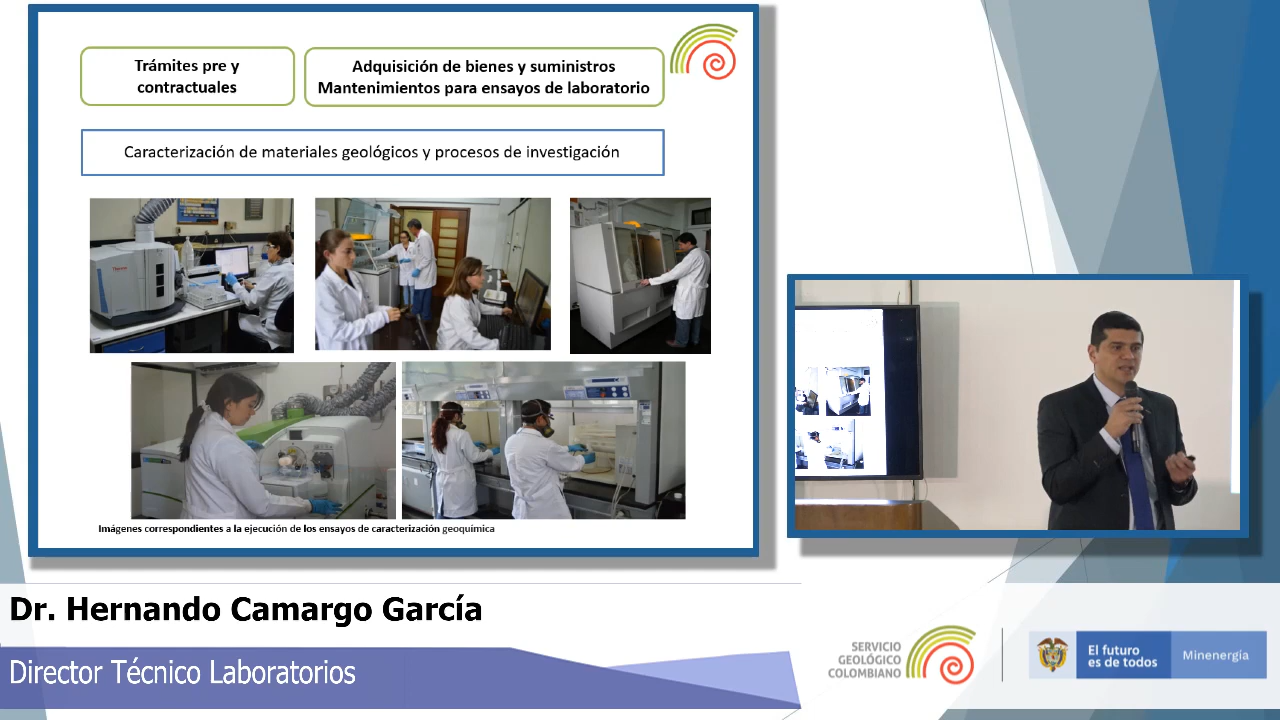 Trámites pre y
contractuales
Adquisición de bienes y suministros
Mantenimientos para ensayos de laboratorio
Caracterización de materiales geológicos y procesos de investigación
Imágenes correspondientes a la ejecución de los ensayos de caracterización geoquímica
Dr. Hernando Camargo García
Director Técnico Laboratorios
SERVICIO
GEOLÓGICO
COLOMBIANO
El futuro
es de todos
Minenergía